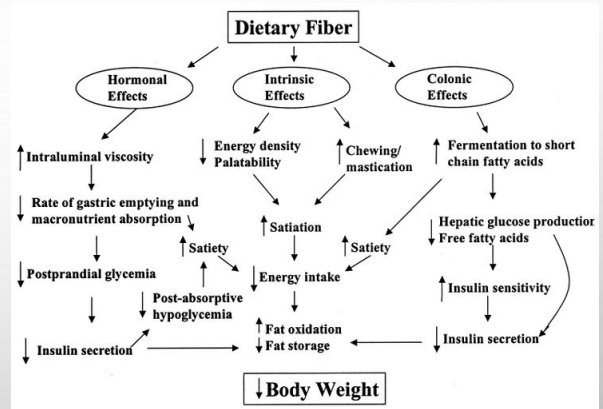 Dietary Fiber
Hormonal
Effects
Intrinsic
Effects
Colonic
Effects
↑ Intraluminal viscosity
↓ Energy density
Palatability
↑ Chewing/
mastication
↑ Fermentation to short
chain fatty acids
↓ Rate of gastric emptying and
macronutrient absorption
↑ Satiation
↑ Satiety
↑ Satiety
↓ Hepatic glucose production
Free fatty acids
↓ Postprandial glycemia
↓ Energy intake
↑ Insulin sensitivity
↓ Post-absorptive
hypoglycemia
↑ Fat oxidation
↓ Fat storage
↓ Insulin secretion
↓ Insulin secretion
↓ Body Weight